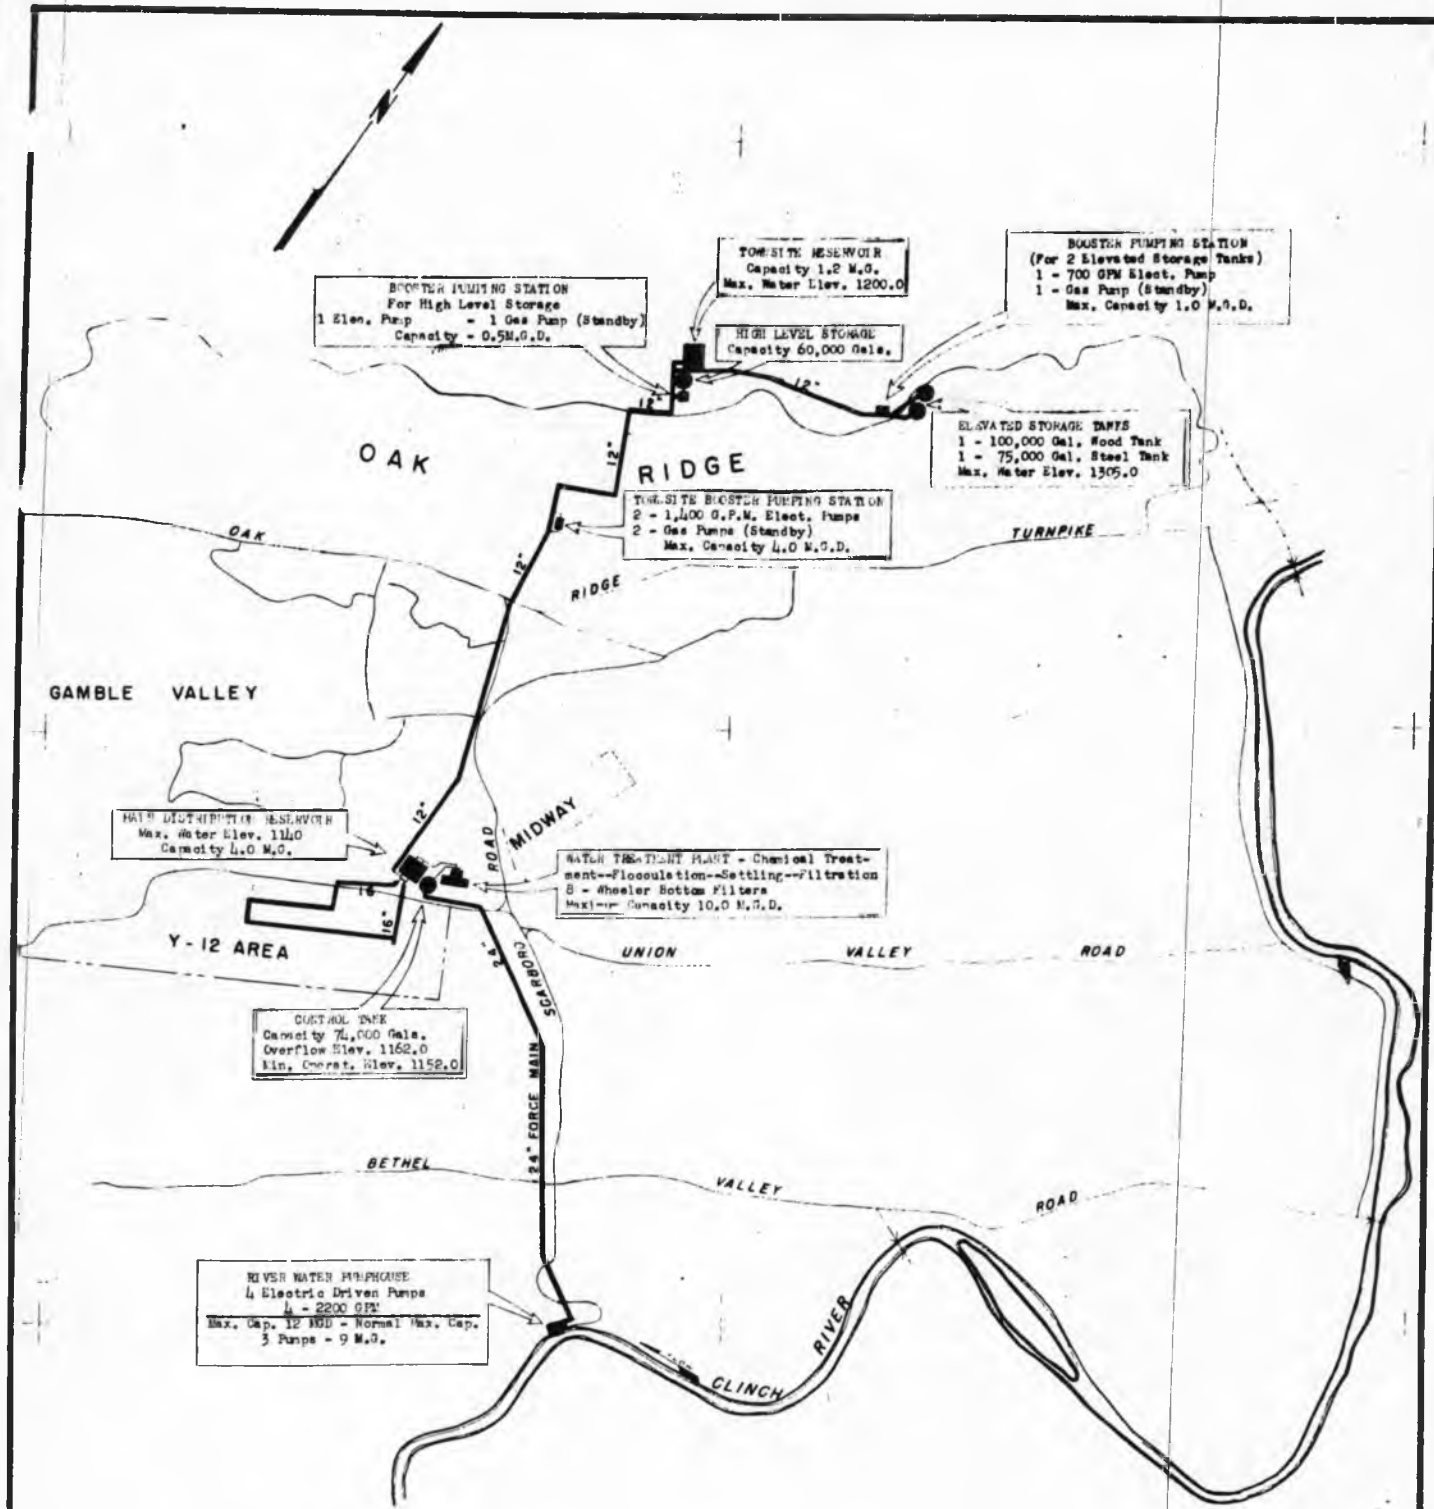 N
TOWNSITE RESERVOIR
Capacity 1.2 M.G.
Max. Water Elev. 1200.0
BOOSTER PUMPING STATION
(For 2 Elevated Storage Tanks)
1 - 700 GPM Elect. Pump
1 - Gas Pump (Standby)
Max. Capacity 1.0 M.G.D.
BOOSTER PUMPING STATION
For High Level Storage
1 Elec. Pump - 1 Gas Pump (Standby)
Capacity - 0.5M.G.D.
HIGH LEVEL STORAGE
Capacity 60,000 Gals.
12"
12"
ELEVATED STORAGE TANKS
1 - 100,000 Gal. Wood Tank
1 - 75,000 Gal. Steel Tank
Max. Water Elev. 1305.0
OAK RIDGE
12"
TOWNSITE BOOSTER PUMPING STATION
2 - 1,400 G.P.M. Elect. Pumps
2 - Gas Pumps (Standby)
Max. Capacity 4.0 M.G.D.
OAK RIDGE TURNPIKE
12"
GAMBLE VALLEY
MAIN DISTRIBUTION RESERVOIR
Max. Water Elev. 1140
Capacity 4.0 M.G.
12"
MIDWAY
SCARBORO ROAD
WATER TREATMENT PLANT - Chemical Treat-
ment--Flocculation--Settling--Filtration
8 - Wheeler Bottom Filters
Maximum Capacity 10.0 M.G.D.
16
16"
Y-12 AREA
24"
UNION VALLEY ROAD
CONTROL TANK
Capacity 74,000 Gals.
Overflow Elev. 1162.0
Min. Operat. Elev. 1152.0
24" FORCE MAIN
BETHEL VALLEY ROAD
RIVER WATER PUMPHOUSE
4 Electric Driven Pumps
4 - 2200 GPM
Max. Cap. 12 MGD - Normal Max. Cap.
3 Pumps - 9 M.G.
FLOW
CLINCH RIVER